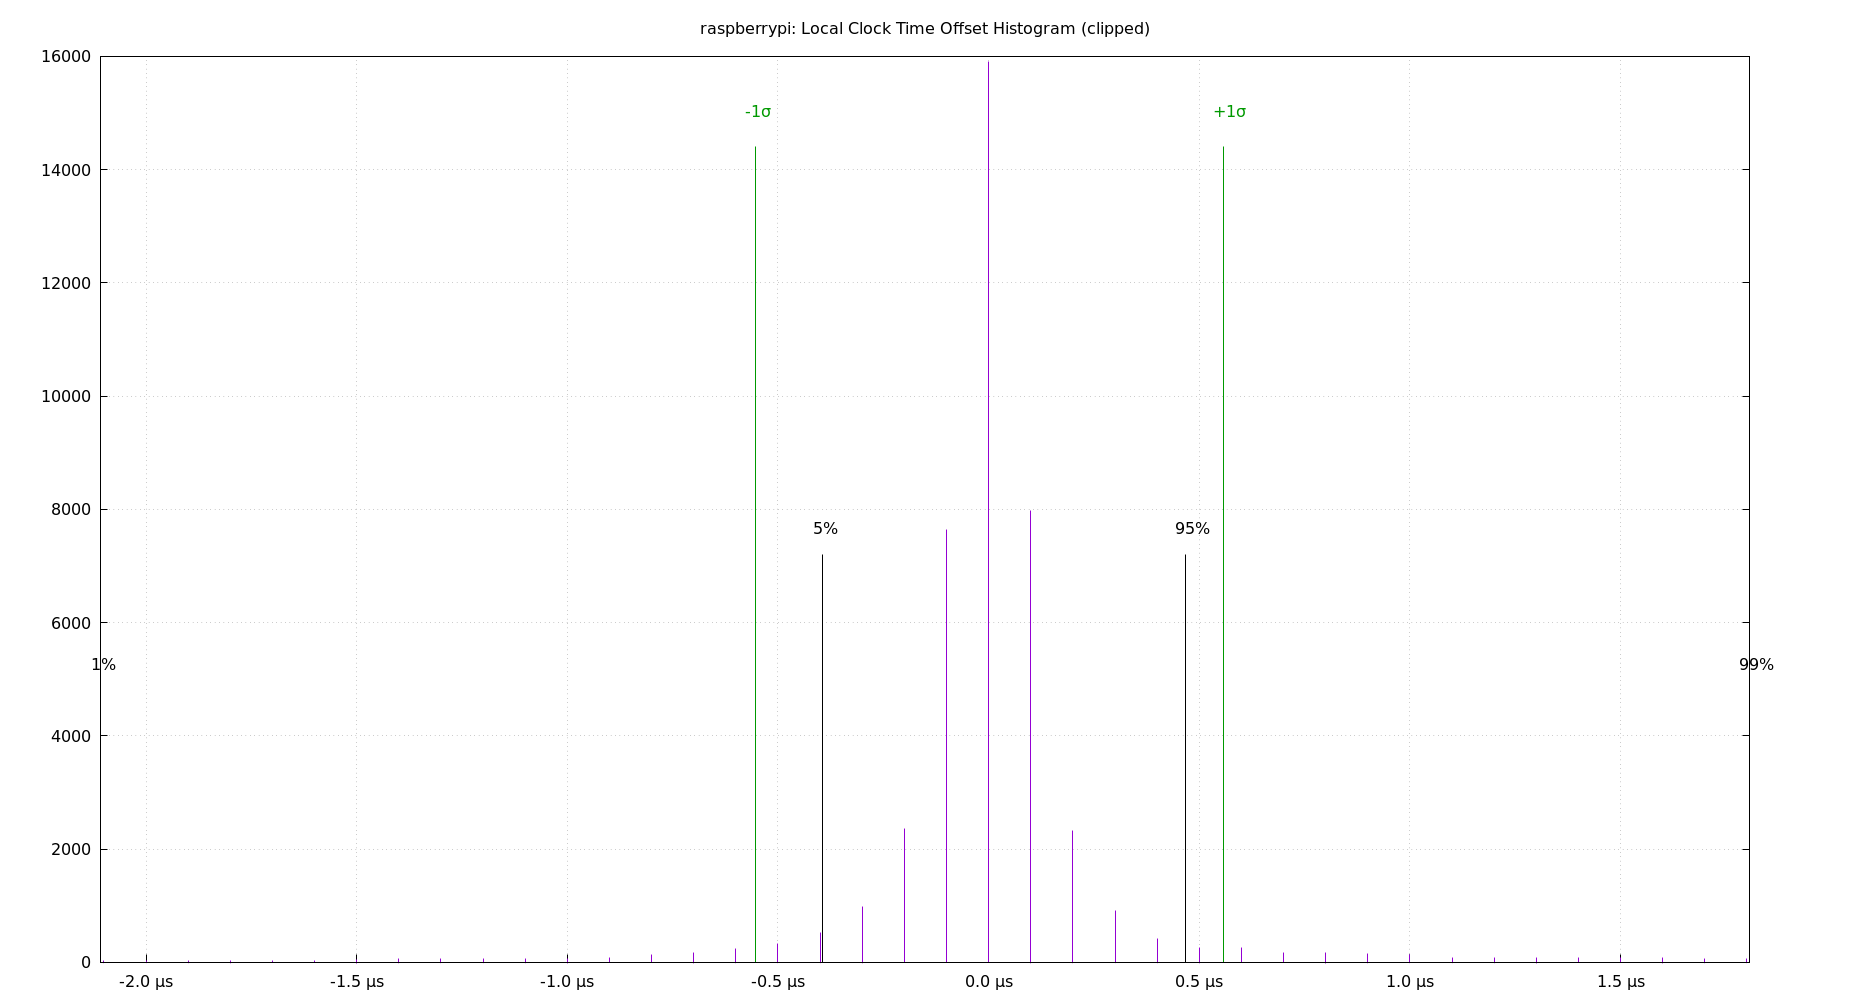 raspberrypi: Local Clock Time Offset Histogram (clipped)
16000
-1σ
+1σ
14000
12000
10000
8000
5%
95%
6000
1%
99%
4000
2000
0
-2.0 μs
-1.5 μs
-1.0 μs
-0.5 μs
0.0 μs
0.5 μs
1.0 μs
1.5 μs